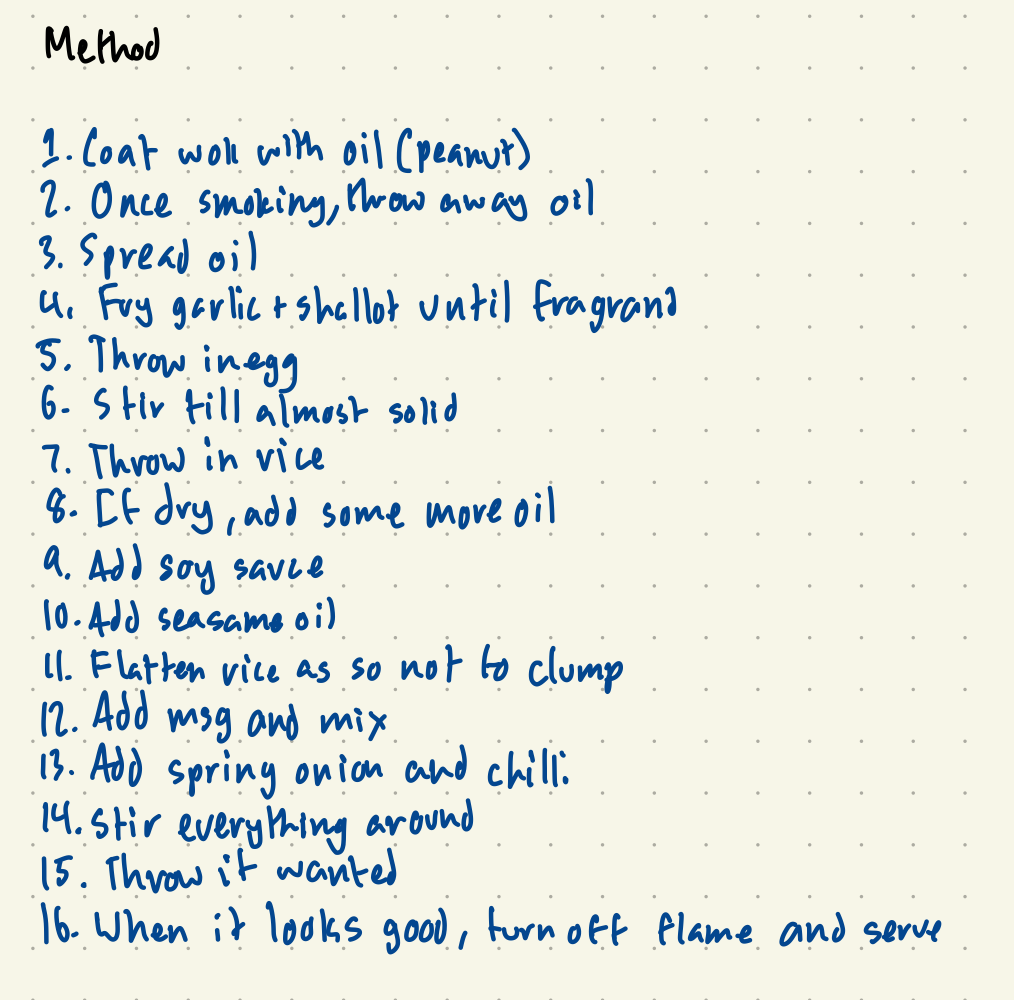 Method
1. Coat wok with oil (peanut)
2. Once smoking, throw away oil
3. Spread oil
4. Fry garlic + shallot until fragrand
5. Throw in egg
6. Stir till almost solid
7. Throw in rice
8. If dry, add some more oil
9. Add soy sauce
10. Add seasame oil
11. Flatten rice as so not to clump
12. Add msg and mix
13. Add spring onion and chilli
14. Stir everything around
15. Throw if wanted
16. When it looks good, turn off flame and serve